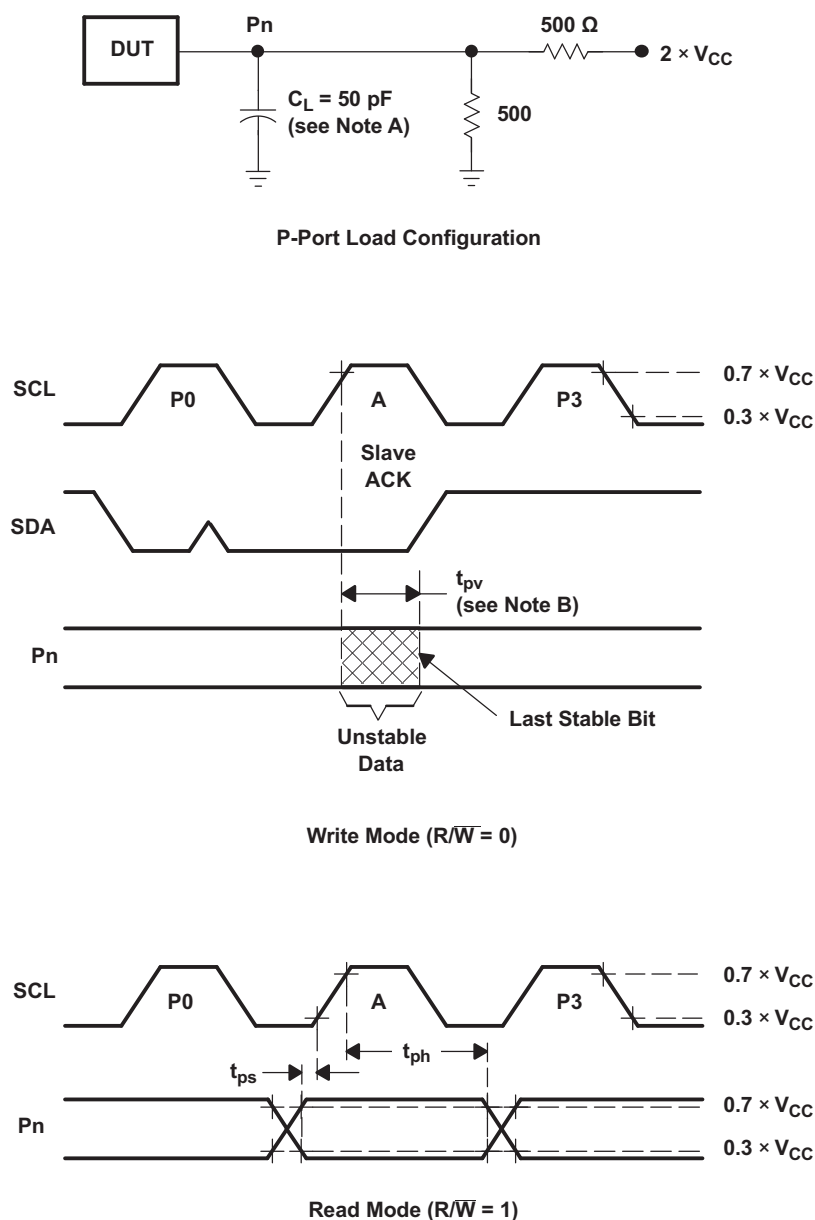 DUT
Pn
500 Ω
2 × VCC
CL = 50 pF
(see Note A)
500
P-Port Load Configuration
SCL
P0
A
P3
0.7 × VCC
0.3 × VCC
Slave
ACK
SDA
tpv
(see Note B)
Pn
Last Stable Bit
Unstable
Data
Write Mode (R/W̅ = 0)
SCL
P0
A
P3
0.7 × VCC
0.3 × VCC
tph
tps
Pn
0.7 × VCC
0.3 × VCC
Read Mode (R/W̅ = 1)